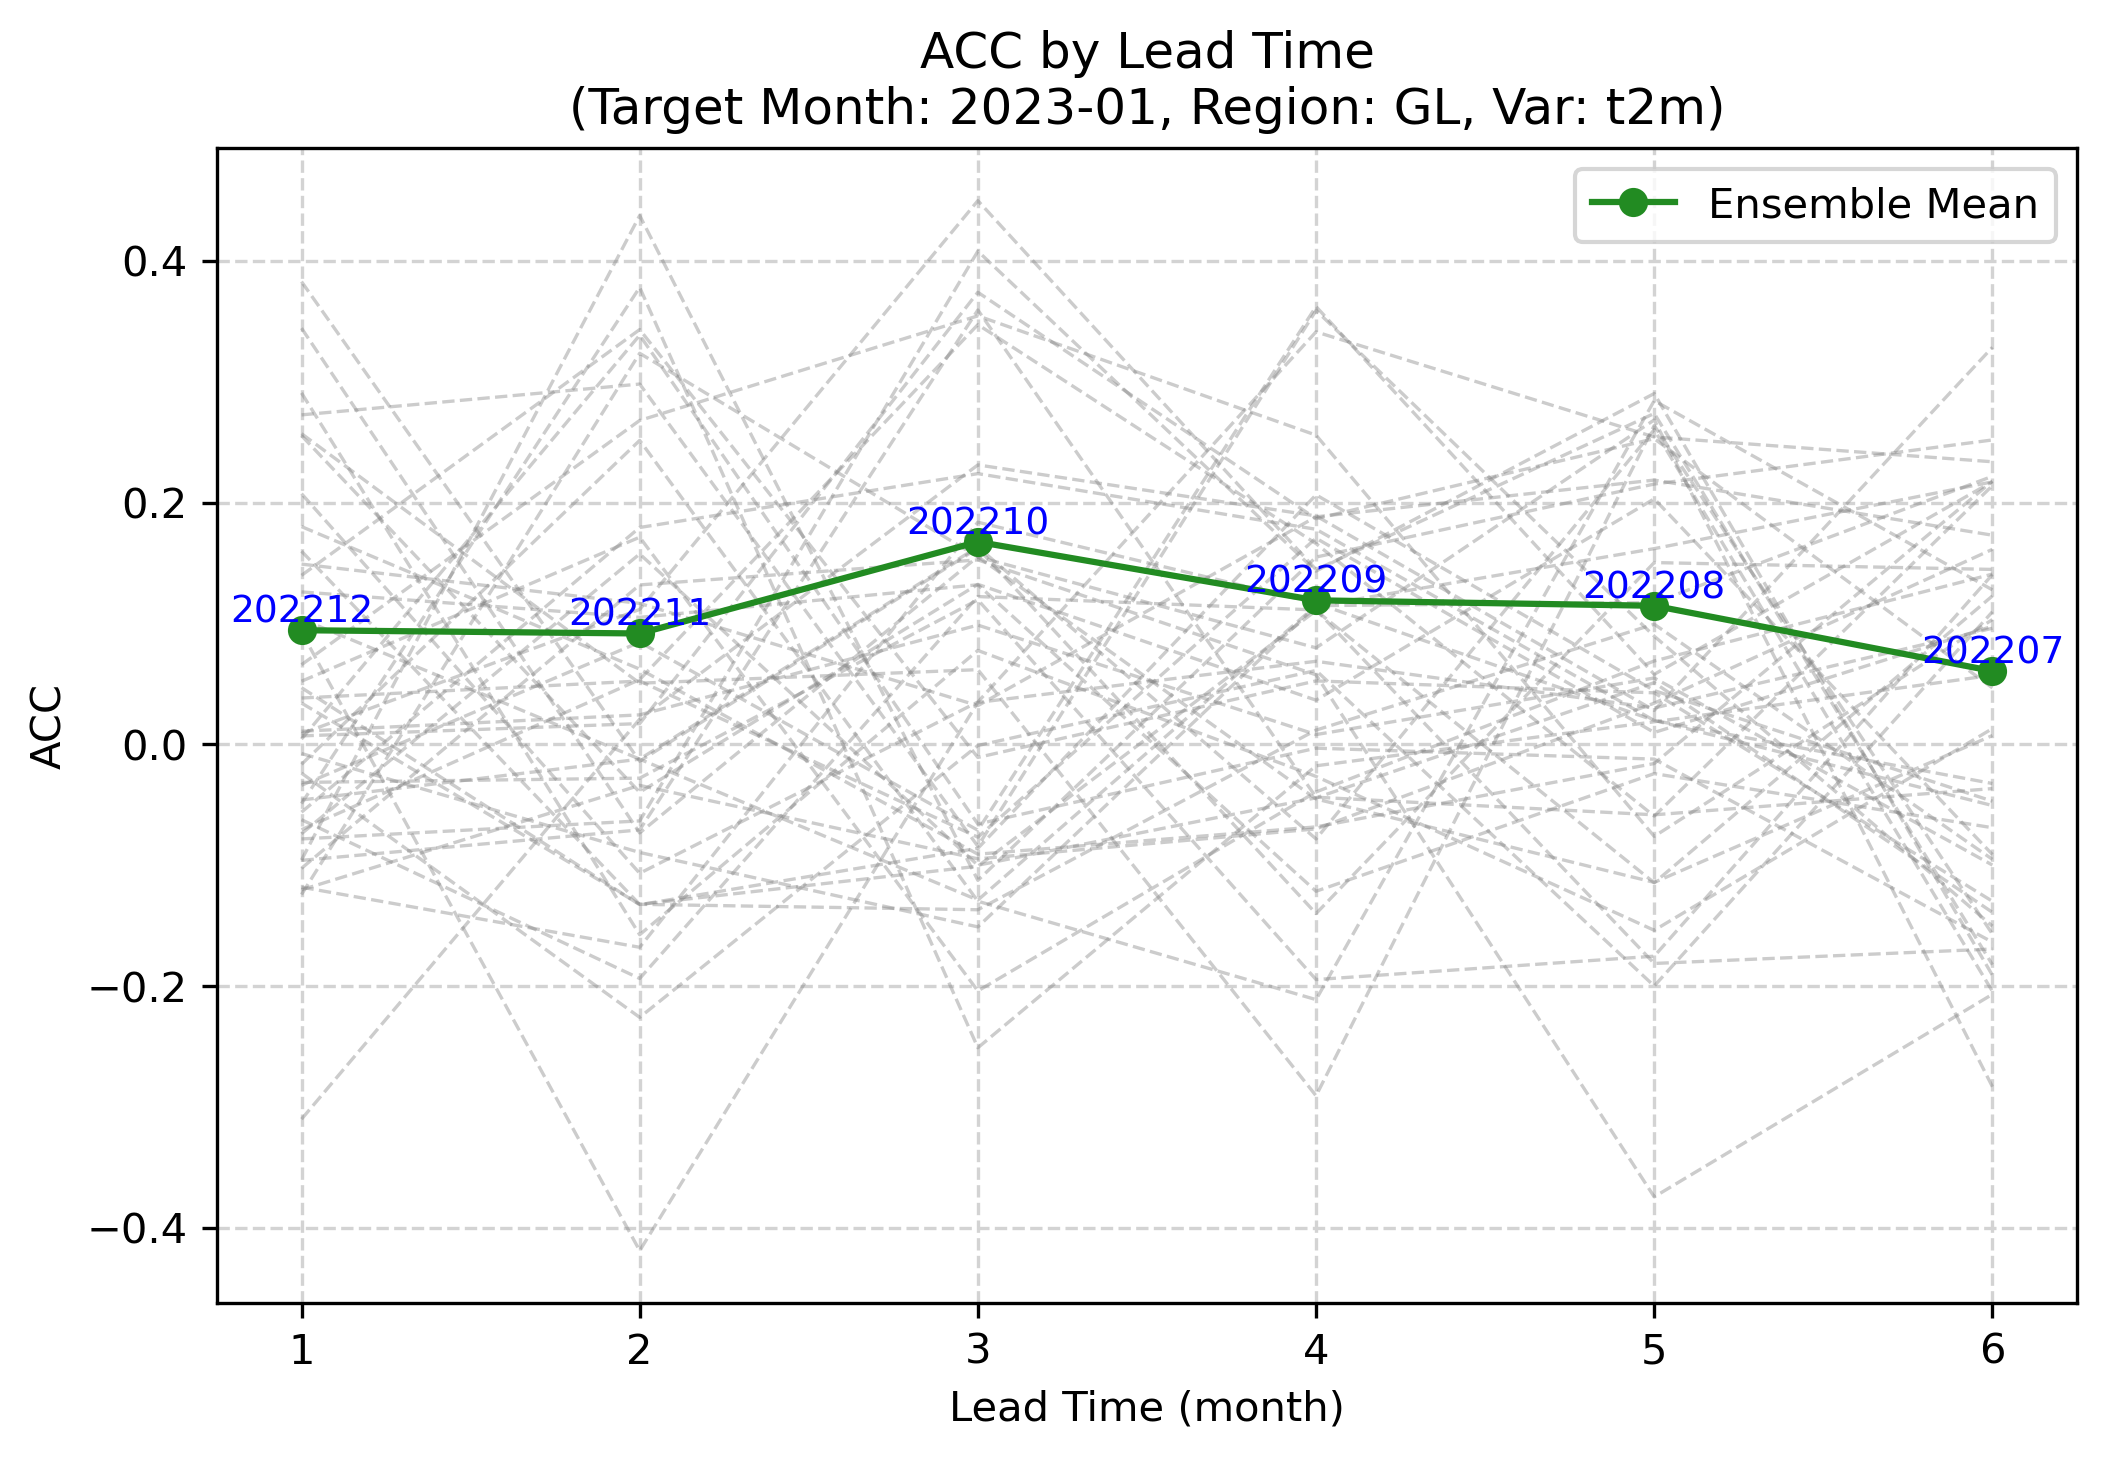 ACC by Lead Time
(Target Month: 2023-01, Region: GL, Var: t2m)
Ensemble Mean
ACC
0.4
0.2
0.0
−0.2
−0.4
202212
202211
202210
202209
202208
202207
1 2 3 4 5 6
Lead Time (month)